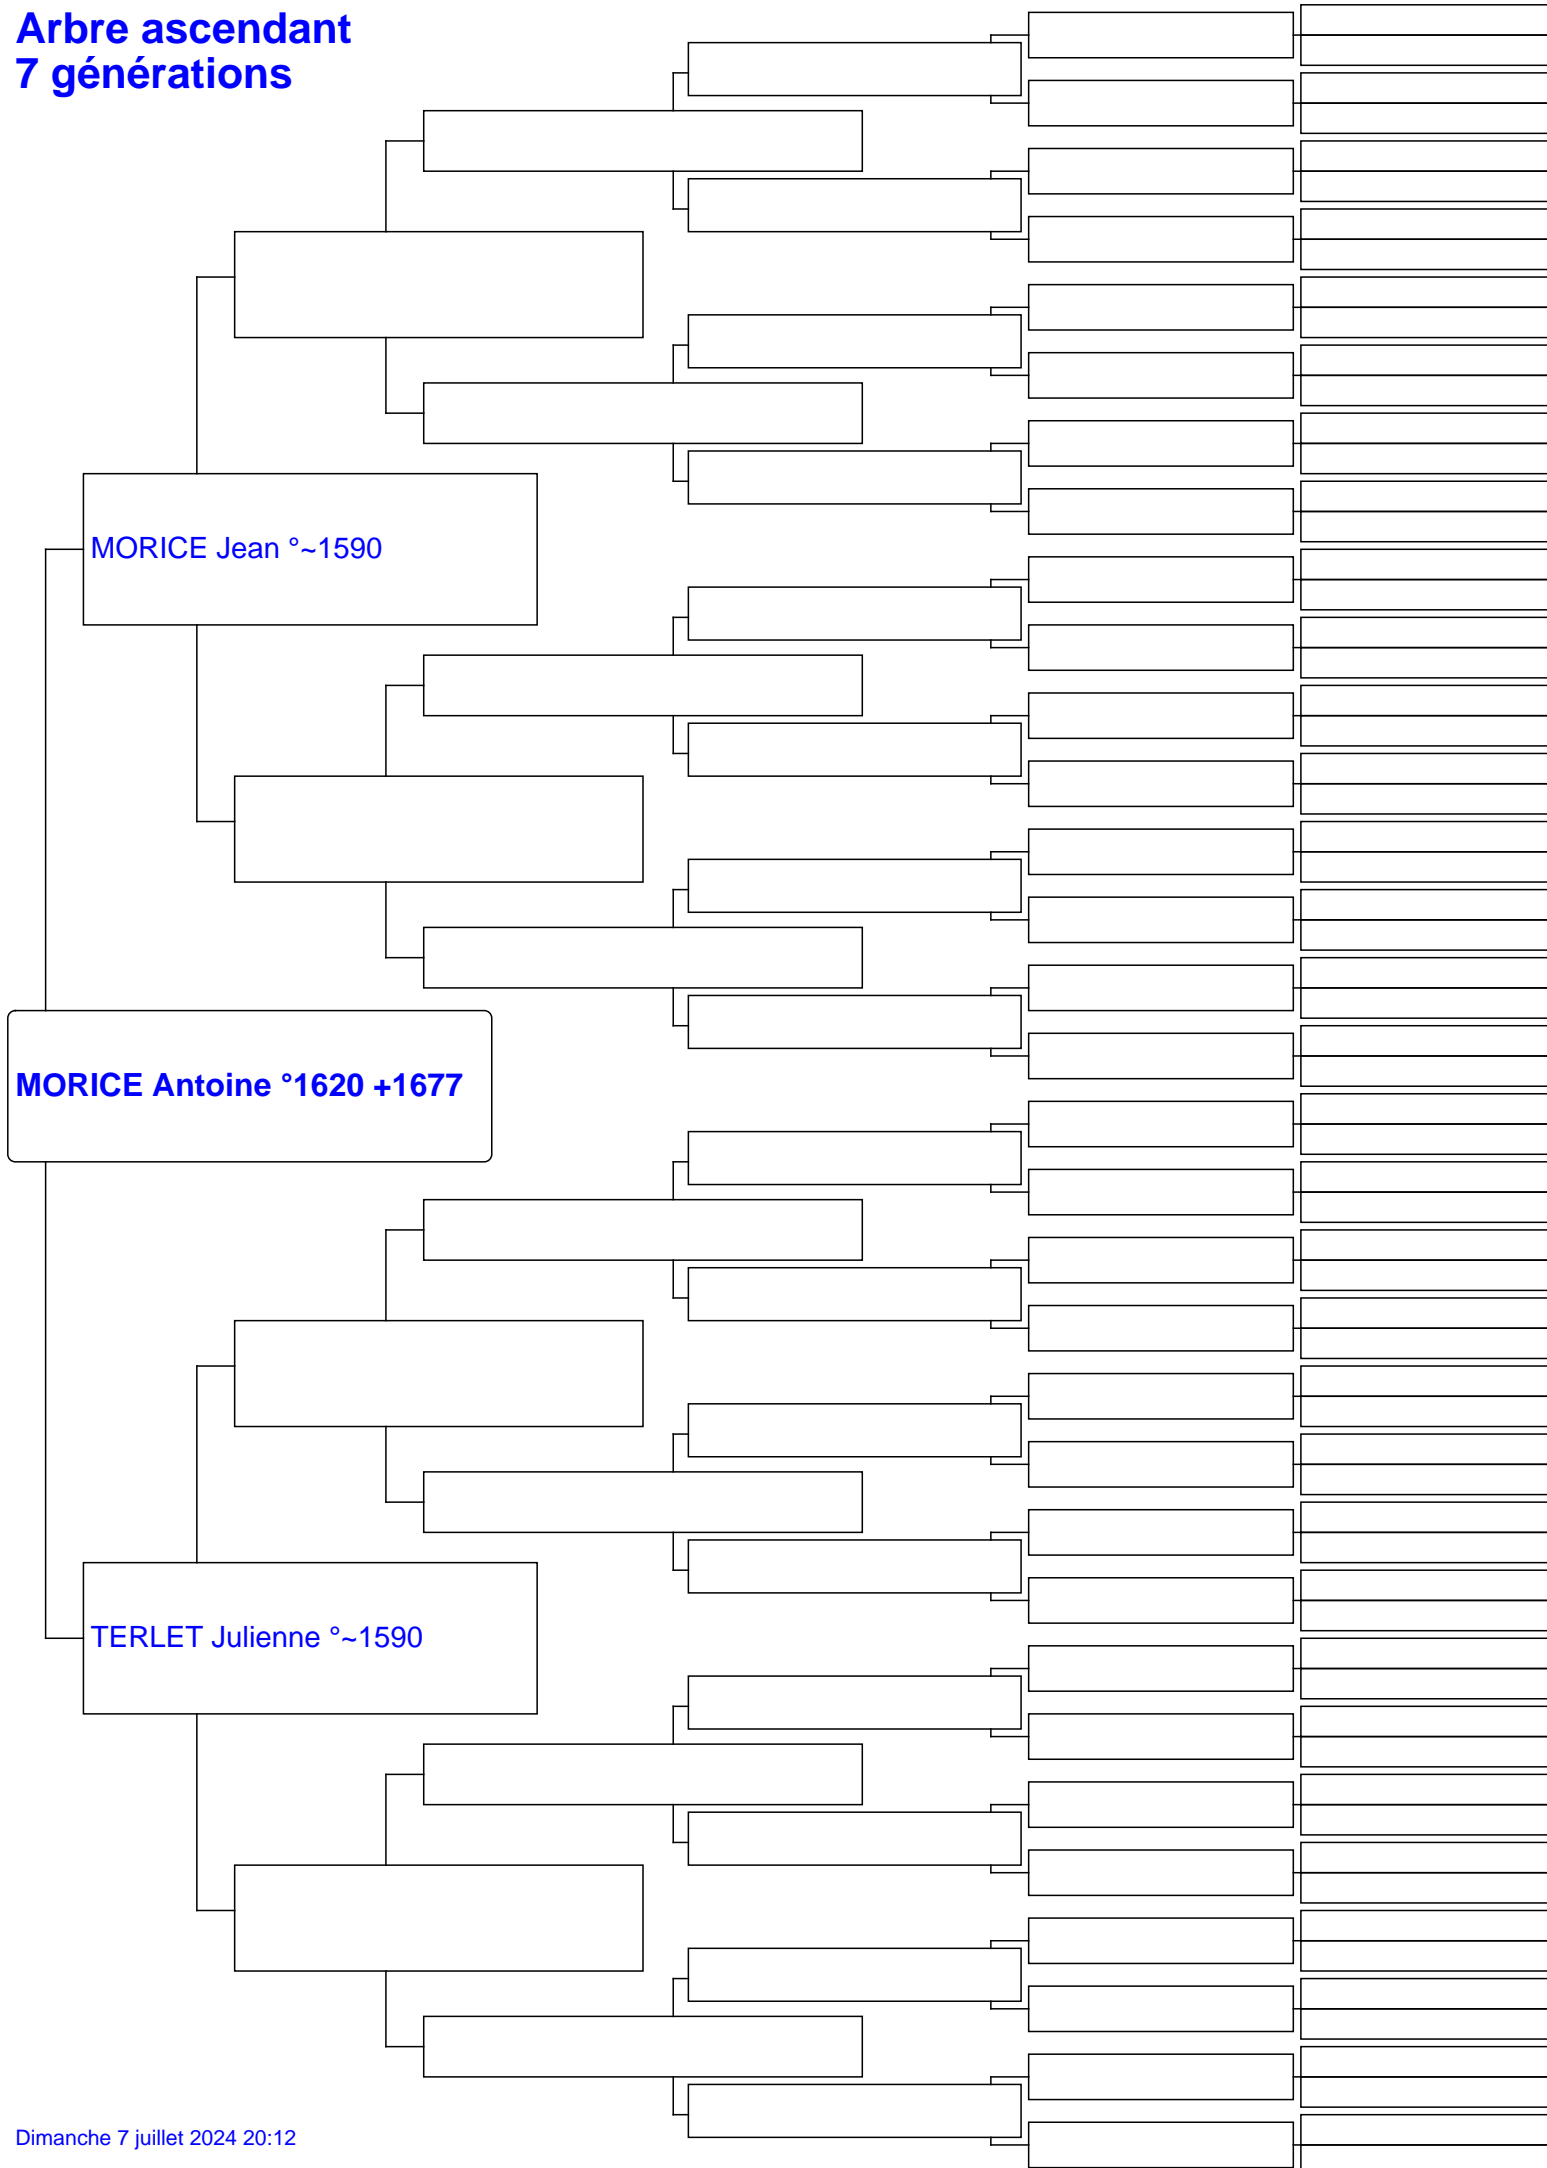 Arbre ascendant
7 générations
MORICE Jean °~1590
MORICE Antoine °1620 +1677
TERLET Julienne °~1590
Dimanche 7 juillet 2024 20:12